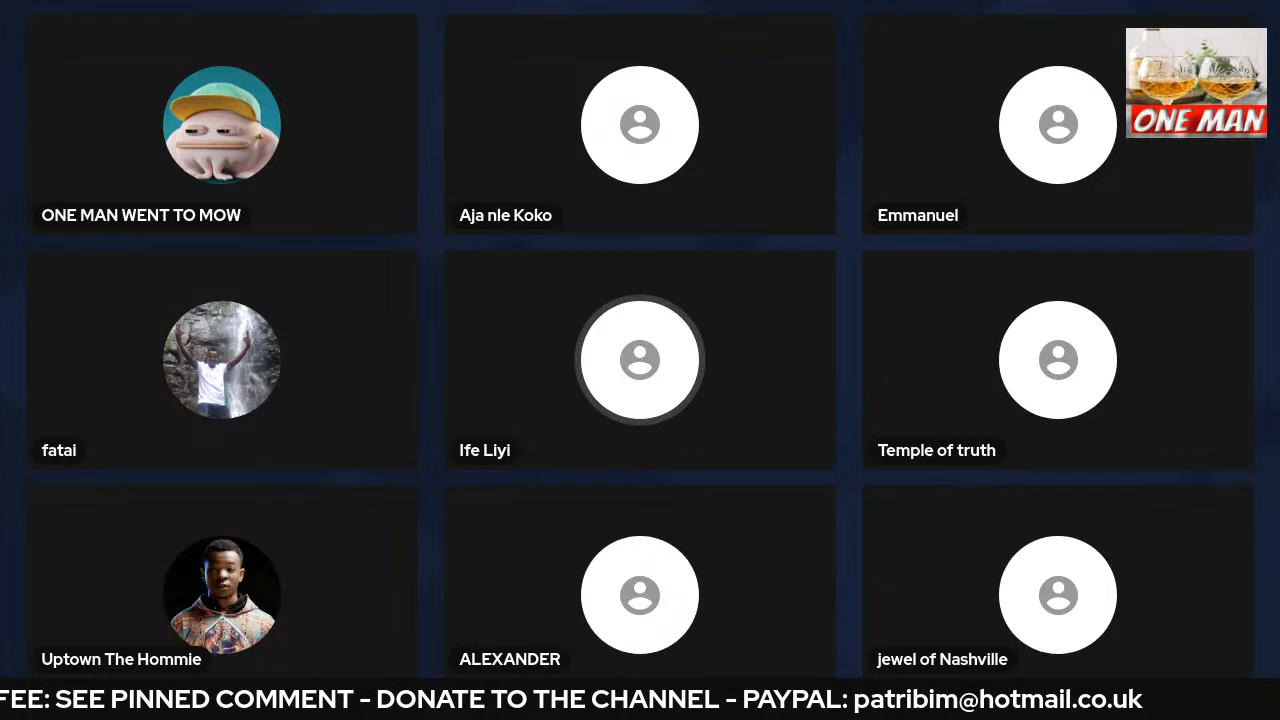 ONE MAN
ONE MAN WENT TO MOW
Aja nle Koko
Emmanuel
fatai
Ife Liyi
Temple of truth
Uptown The Hommie
ALEXANDER
jewel of Nashville
FEE: SEE PINNED COMMENT - DONATE TO THE CHANNEL - PAYPAL: patribim@hotmail.co.uk